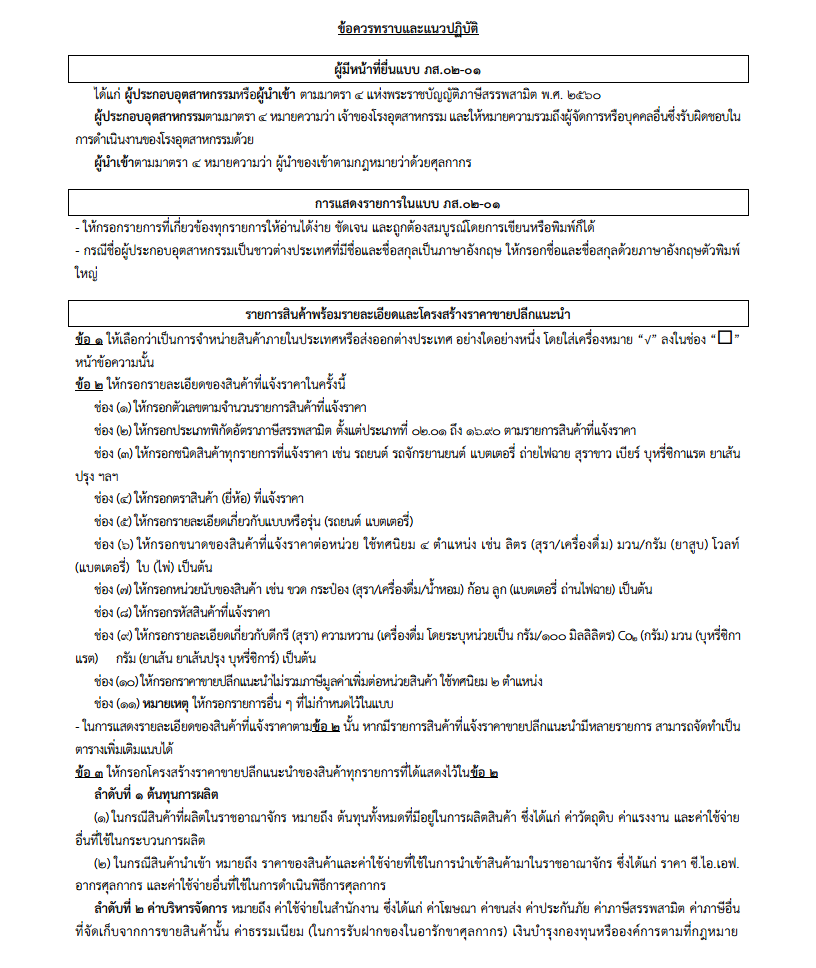 ข้อควรทราบและแนวปฏิบัติ
ผู้มีหน้าที่ยื่นแบบ ภส.๐๒-๐๑
ได้แก่ ผู้ประกอบอุตสาหกรรมหรือผู้นำเข้า ตามมาตรา ๔ แห่งพระราชบัญญัติภาษีสรรพสามิต พ.ศ. ๒๕๖๐
ผู้ประกอบอุตสาหกรรมตามมาตรา ๔ หมายความว่า เจ้าของโรงอุตสาหกรรม และให้หมายความรวมถึงผู้จัดการหรือบุคคลอื่นซึ่งรับผิดชอบใน
การดำเนินงานของโรงอุตสาหกรรมด้วย
ผู้นำเข้าตามมาตรา ๔ หมายความว่า ผู้นำของเข้าตามกฎหมายว่าด้วยศุลกากร
การแสดงรายการในแบบ ภส.๐๒-๐๑
- ให้กรอกรายการที่เกี่ยวข้องทุกรายการให้อ่านได้ง่าย ชัดเจน และถูกต้องสมบูรณ์โดยการเขียนหรือพิมพ์ก็ได้
- กรณีชื่อผู้ประกอบอุตสาหกรรมเป็นชาวต่างประเทศที่มีชื่อและชื่อสกุลเป็นภาษาอังกฤษ ให้กรอกชื่อและชื่อสกุลด้วยภาษาอังกฤษตัวพิมพ์
ใหญ่
รายการสินค้าพร้อมรายละเอียดและโครงสร้างราคาขายปลีกแนะนำ
ข้อ ๑ ให้เลือกว่าเป็นการจำหน่ายสินค้าภายในประเทศหรือส่งออกต่างประเทศ อย่างใดอย่างหนึ่ง โดยใส่เครื่องหมาย “√” ลงในช่อง “□”
หน้าข้อความนั้น
ข้อ ๒ ให้กรอกรายละเอียดของสินค้าที่แจ้งราคาในครั้งนี้
ช่อง (๑) ให้กรอกตัวเลขตามจำนวนรายการสินค้าที่แจ้งราคา
ช่อง (๒) ให้กรอกประเภทพิกัดอัตราภาษีสรรพสามิต ตั้งแต่ประเภทที่ ๐๒.๐๑ ถึง ๑๖.๙๐ ตามรายการสินค้าที่แจ้งราคา
ช่อง (๓) ให้กรอกชนิดสินค้าทุกรายการที่แจ้งราคา เช่น รถยนต์ รถจักรยานยนต์ แบตเตอรี่ ถ่ายไฟฉาย สุราขาว เบียร์ บุหรี่ซิกาแรต ยาเส้น
ปรุง ฯลฯ
ช่อง (๔) ให้กรอกตราสินค้า (ยี่ห้อ) ที่แจ้งราคา
ช่อง (๕) ให้กรอกรายละเอียดเกี่ยวกับแบบหรือรุ่น (รถยนต์ แบตเตอรี่)
ช่อง (๖) ให้กรอกขนาดของสินค้าที่แจ้งราคาต่อหน่วย ใช้ทศนิยม ๔ ตำแหน่ง เช่น ลิตร (สุรา/เครื่องดื่ม) มวน/กรัม (ยาสูบ) โวลท์
(แบตเตอรี่) ใบ (ไพ่) เป็นต้น
ช่อง (๗) ให้กรอกหน่วยนับของสินค้า เช่น ขวด กระป๋อง (สุรา/เครื่องดื่ม/น้ำหอม) ก้อน ลูก (แบตเตอรี่ ถ่านไฟฉาย) เป็นต้น
ช่อง (๘) ให้กรอกรหัสสินค้าที่แจ้งราคา
ช่อง (๙) ให้กรอกรายละเอียดเกี่ยวกับดีกรี (สุรา) ความหวาน (เครื่องดื่ม โดยระบุหน่วยเป็น กรัม/๑๐๐ มิลลิลิตร) Co₂ (กรัม) มวน (บุหรี่ซิกา
แรต) กรัม (ยาเส้น ยาเส้นปรุง บุหรี่ซิการ์) เป็นต้น
ช่อง (๑๐) ให้กรอกราคาขายปลีกแนะนำไม่รวมภาษีมูลค่าเพิ่มต่อหน่วยสินค้า ใช้ทศนิยม ๒ ตำแหน่ง
ช่อง (๑๑) หมายเหตุ ให้กรอกรายการอื่น ๆ ที่ไม่กำหนดไว้ในแบบ
- ในการแสดงรายละเอียดของสินค้าที่แจ้งราคาตามข้อ ๒ นั้น หากมีรายการสินค้าที่แจ้งราคาขายปลีกแนะนำมีหลายรายการ สามารถจัดทำเป็น
ตารางเพิ่มเติมแนบได้
ข้อ ๓ ให้กรอกโครงสร้างราคาขายปลีกแนะนำของสินค้าทุกรายการที่ได้แสดงไว้ในข้อ ๒
ลำดับที่ ๑ ต้นทุนการผลิต
(๑) ในกรณีสินค้าที่ผลิตในราชอาณาจักร หมายถึง ต้นทุนทั้งหมดที่มีอยู่ในการผลิตสินค้า ซึ่งได้แก่ ค่าวัตถุดิบ ค่าแรงงาน และค่าใช้จ่าย
อื่นที่ใช้ในกระบวนการผลิต
(๒) ในกรณีสินค้านำเข้า หมายถึง ราคาของสินค้าและค่าใช้จ่ายที่ใช้ในการนำเข้าสินค้ามาในราชอาณาจักร ซึ่งได้แก่ ราคา ซี.ไอ.เอฟ.
อากรศุลกากร และค่าใช้จ่ายอื่นที่ใช้ในการดำเนินพิธีการศุลกากร
ลำดับที่ ๒ ค่าบริหารจัดการ หมายถึง ค่าใช้จ่ายในสำนักงาน ซึ่งได้แก่ ค่าโฆษณา ค่าขนส่ง ค่าประกันภัย ค่าภาษีสรรพสามิต ค่าภาษีอื่น
ที่จัดเก็บจากการขายสินค้านั้น ค่าธรรมเนียม (ในการรับฝากของในอารักขาศุลกากร) เงินบำรุงกองทุนหรือองค์การตามที่กฎหมาย